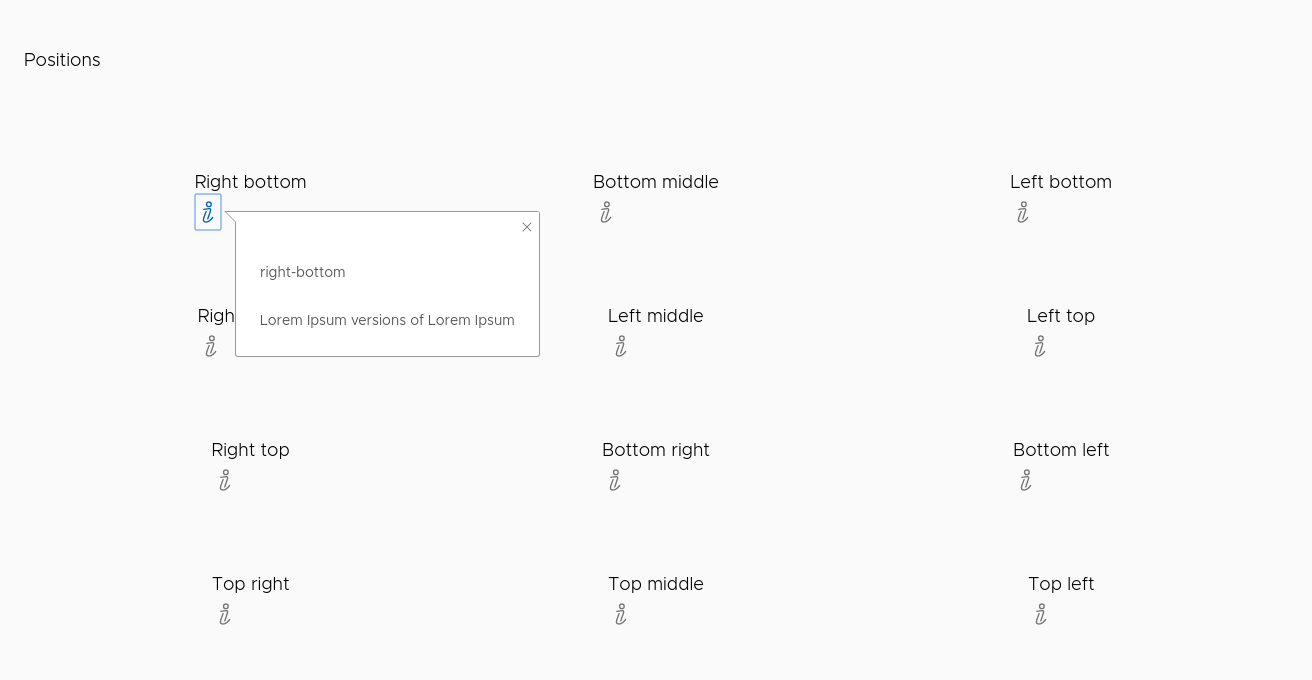 Positions
Right bottom
Bottom middle
Left bottom
right-bottom
Lorem Ipsum versions of Lorem Ipsum
Left middle
Left top
Right top
Bottom right
Bottom left
Top right
Top middle
Top left